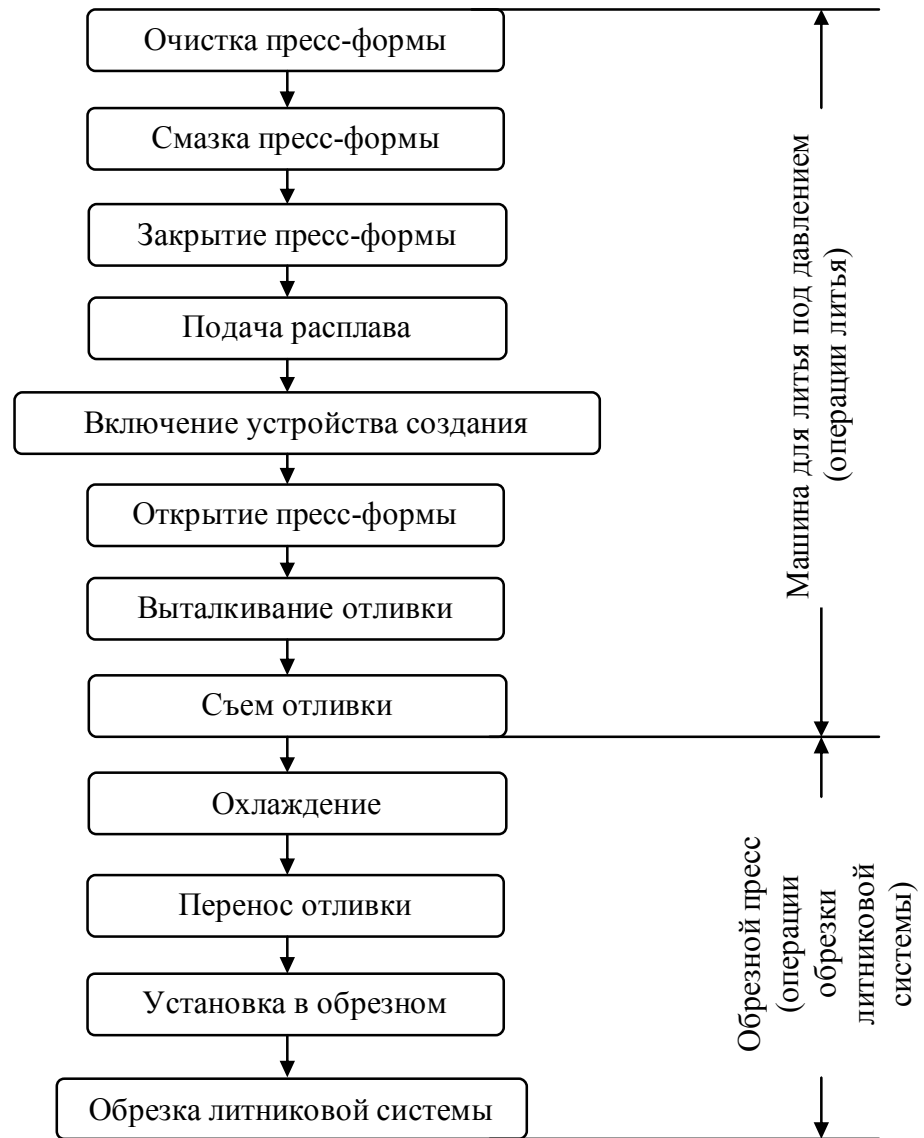 Очистка пресс-формы
Смазка пресс-формы
Закрытие пресс-формы
Подача расплава
Включение устройства создания
Открытие пресс-формы
Выталкивание отливки
Съем отливки
Охлаждение
Перенос отливки
Установка в обрезном
Обрезка литниковой системы
Машина для литья под давлением
(операции литья)
Обрезной пресс
(операции
обрезки
литниковой
системы)